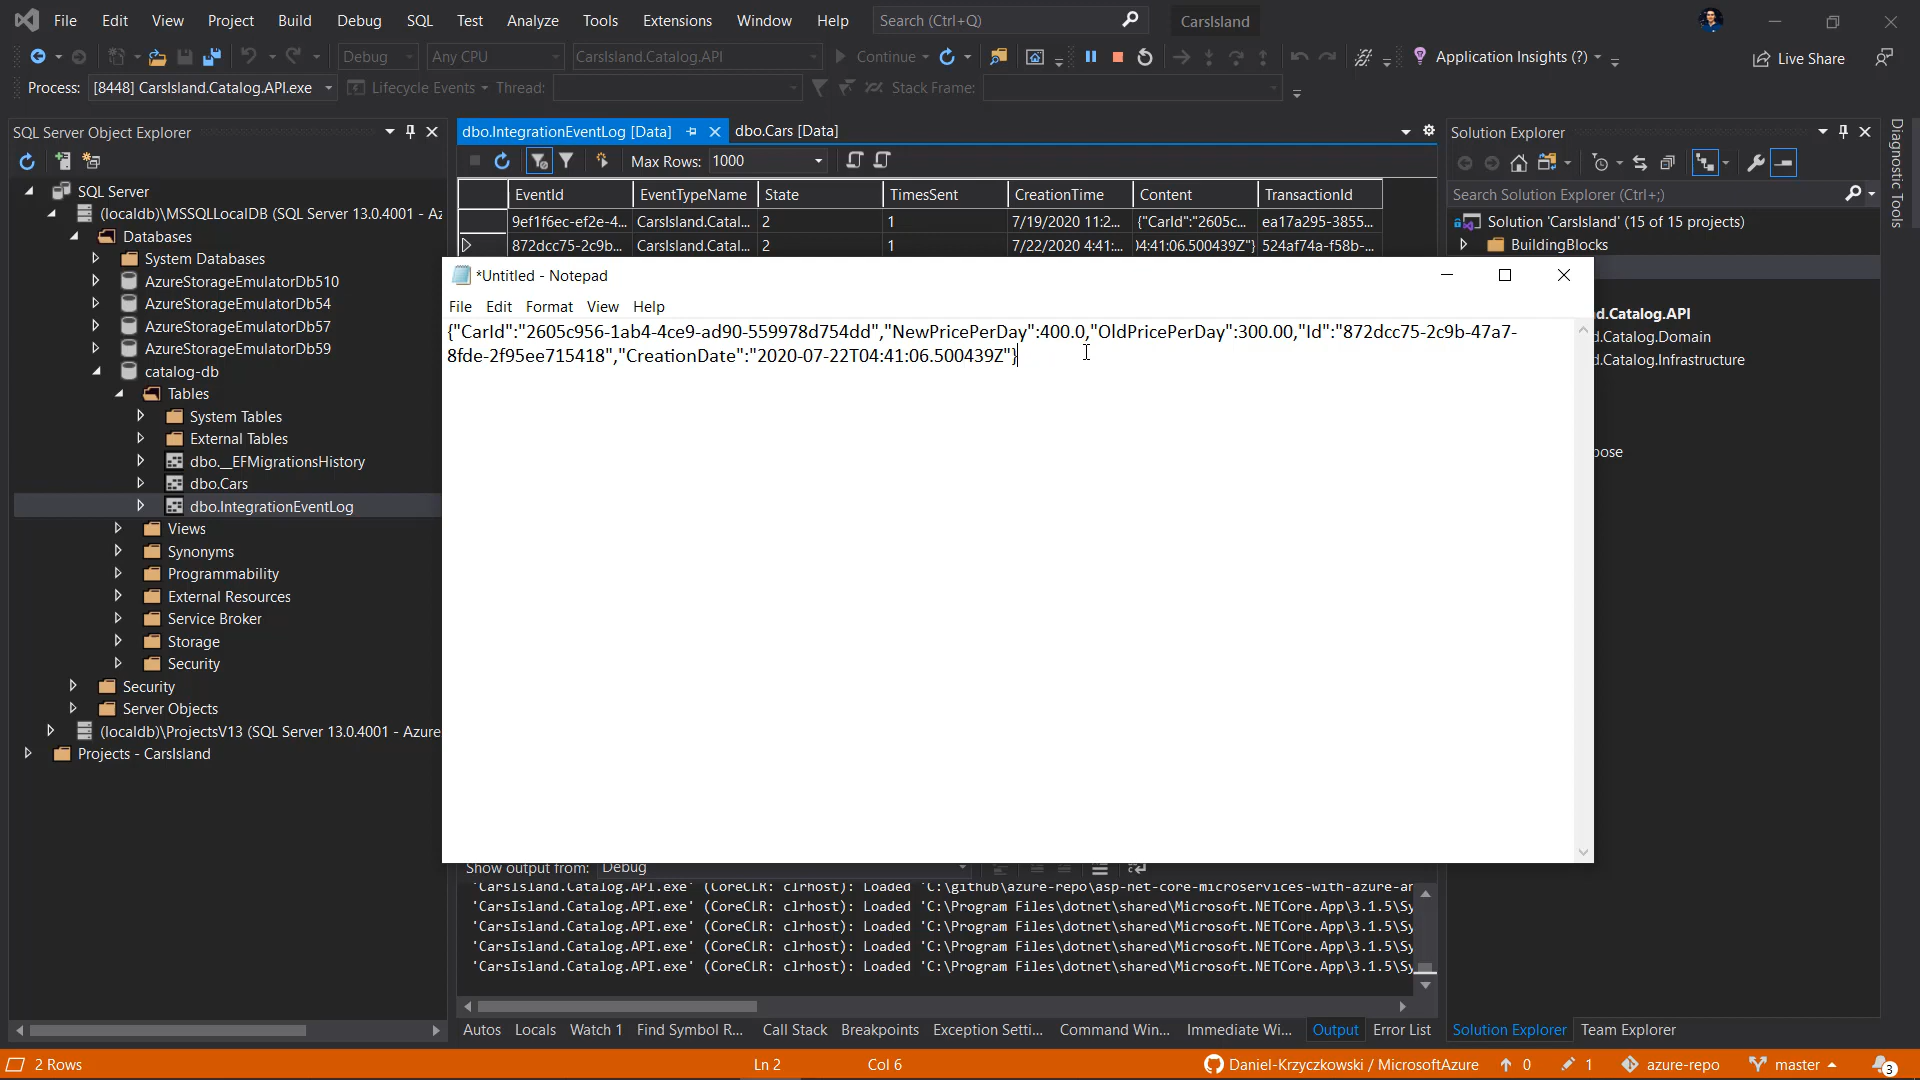 File Edit View Project Build Debug SQL Test Analyze Tools Extensions Window Help Search (Ctrl+Q) CarsIsland
Debug Any CPU CarsIsland.Catalog.API Continue Application Insights (?) Live Share
Process: [8448] CarsIsland.Catalog.API.exe Lifecycle Events Thread: Stack Frame:
SQL Server Object Explorer
SQL Server
(localdb)\MSSQLLocalDB (SQL Server 13.0.4001 - Az
Databases
System Databases
AzureStorageEmulatorDb510
AzureStorageEmulatorDb54
AzureStorageEmulatorDb57
AzureStorageEmulatorDb59
catalog-db
Tables
System Tables
External Tables
dbo.__EFMigrationsHistory
dbo.Cars
dbo.IntegrationEventLog
Views
Synonyms
Programmability
External Resources
Service Broker
Storage
Security
Security
Server Objects
(localdb)\ProjectsV13 (SQL Server 13.0.4001 - Azure
Projects - CarsIsland
dbo.IntegrationEventLog [Data] dbo.Cars [Data]
Max Rows: 1000
EventId EventTypeName State TimesSent CreationTime Content TransactionId
9ef1f6ec-ef2e-4... CarsIsland.Catal... 2 1 7/19/2020 11:2... {"CarId":"2605c... ea17a295-3855...
872dcc75-2c9b... CarsIsland.Catal... 2 1 7/22/2020 4:41:... 4:41:06.500439Z"} 524af74a-f58b-...
*Untitled - Notepad
File Edit Format View Help
{"CarId":"2605c956-1ab4-4ce9-ad90-559978d754dd","NewPricePerDay":400.0,"OldPricePerDay":300.00,"Id":"872dcc75-2c9b-47a7-
8fde-2f95ee715418","CreationDate":"2020-07-22T04:41:06.500439Z"}
Show output from: Debug
'CarsIsland.Catalog.API.exe' (CoreCLR: clrhost): Loaded 'C:\github\azure-repo\asp-net-core-microservices-with-azure-ar
'CarsIsland.Catalog.API.exe' (CoreCLR: clrhost): Loaded 'C:\Program Files\dotnet\shared\Microsoft.NETCore.App\3.1.5\Sy
'CarsIsland.Catalog.API.exe' (CoreCLR: clrhost): Loaded 'C:\Program Files\dotnet\shared\Microsoft.NETCore.App\3.1.5\Sy
'CarsIsland.Catalog.API.exe' (CoreCLR: clrhost): Loaded 'C:\Program Files\dotnet\shared\Microsoft.NETCore.App\3.1.5\Sy
'CarsIsland.Catalog.API.exe' (CoreCLR: clrhost): Loaded 'C:\Program Files\dotnet\shared\Microsoft.NETCore.App\3.1.5\Sy
Autos Locals Watch 1 Find Symbol R... Call Stack Breakpoints Exception Setti... Command Win... Immediate Wi... Output Error List
Solution Explorer
Search Solution Explorer (Ctrl+;)
Solution 'CarsIsland' (15 of 15 projects)
BuildingBlocks
d.Catalog.API
d.Catalog.Domain
d.Catalog.Infrastructure
pose
Solution Explorer Team Explorer
Diagnostic Tools
2 Rows Ln 2 Col 6 Daniel-Krzyczkowski / MicrosoftAzure 0 1 azure-repo master 3